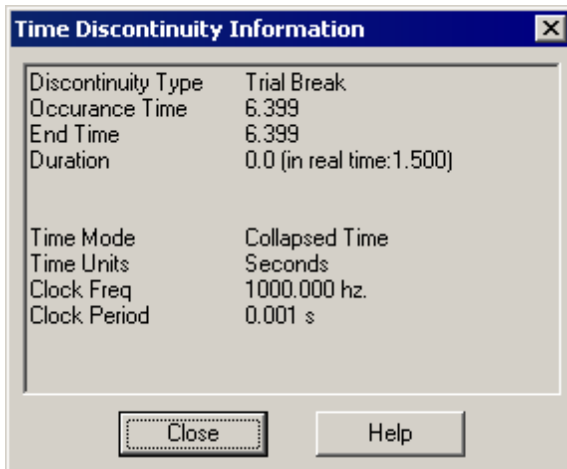 Time Discontinuity Information
Discontinuity Type Trial Break
Occurance Time 6.399
End Time 6.399
Duration 0.0 (in real time:1.500)
Time Mode Collapsed Time
Time Units Seconds
Clock Freq 1000.000 hz.
Clock Period 0.001 s
Close Help